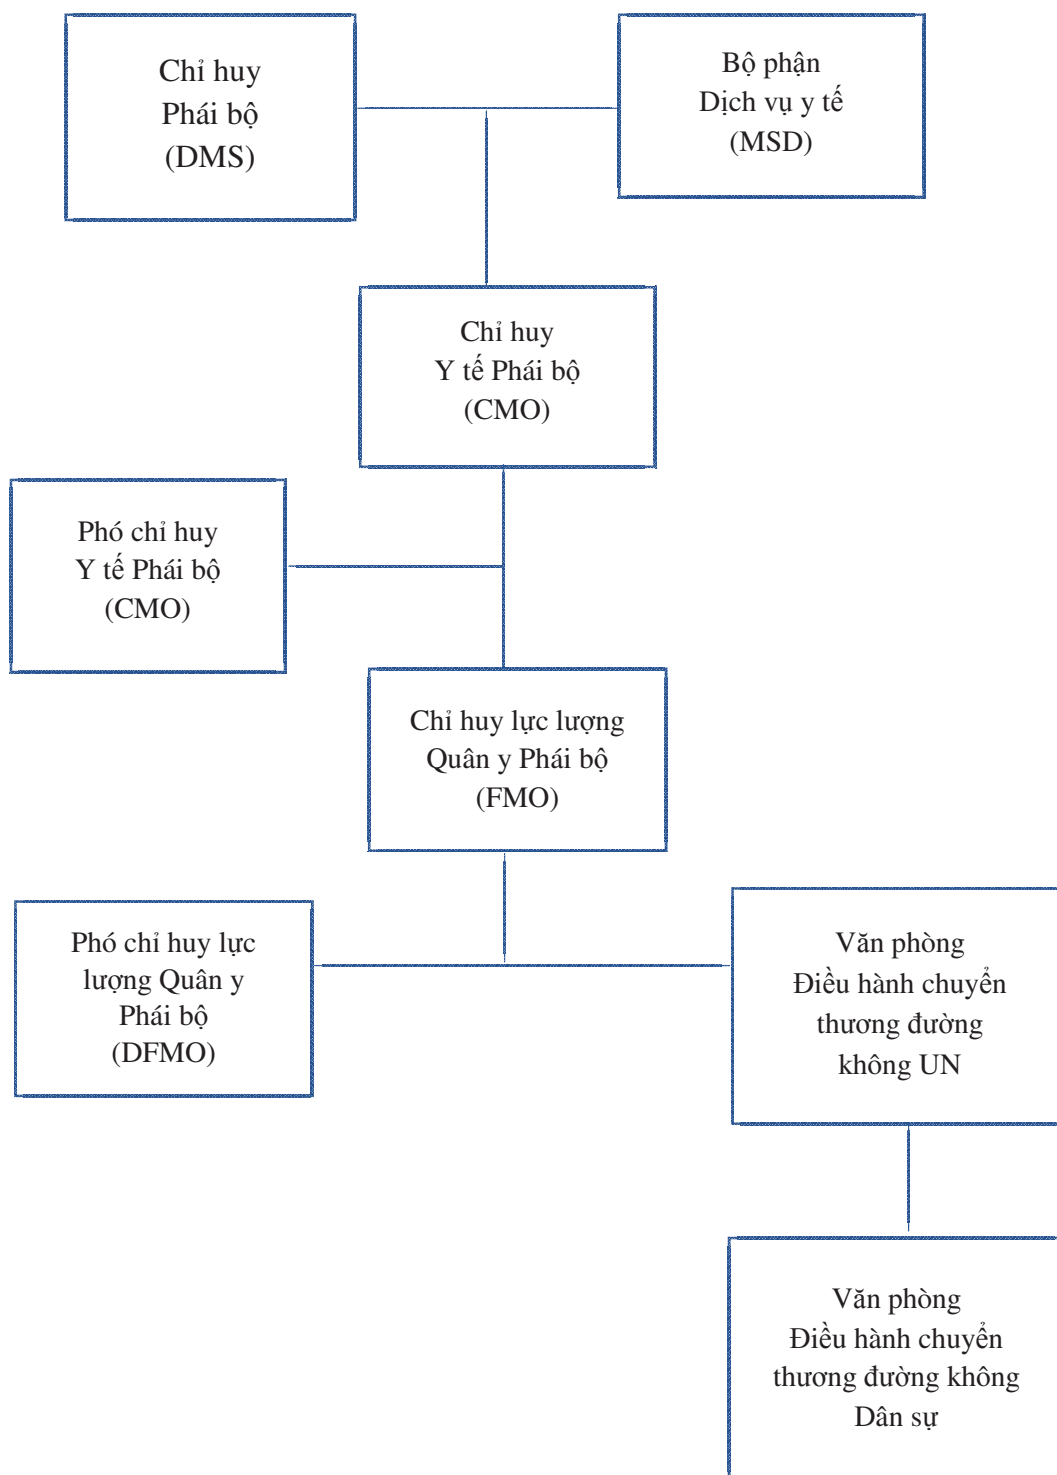 Chỉ huy
Phái bộ
(DMS)
Bộ phận
Dịch vụ y tế
(MSD)
Chỉ huy
Y tế Phái bộ
(CMO)
Phó chỉ huy
Y tế Phái bộ
(CMO)
Chỉ huy lực lượng
Quân y Phái bộ
(FMO)
Phó chỉ huy lực
lượng Quân y
Phái bộ
(DFMO)
Văn phòng
Điều hành chuyển
thương đường
không UN
Văn phòng
Điều hành chuyển
thương đường không
Dân sự